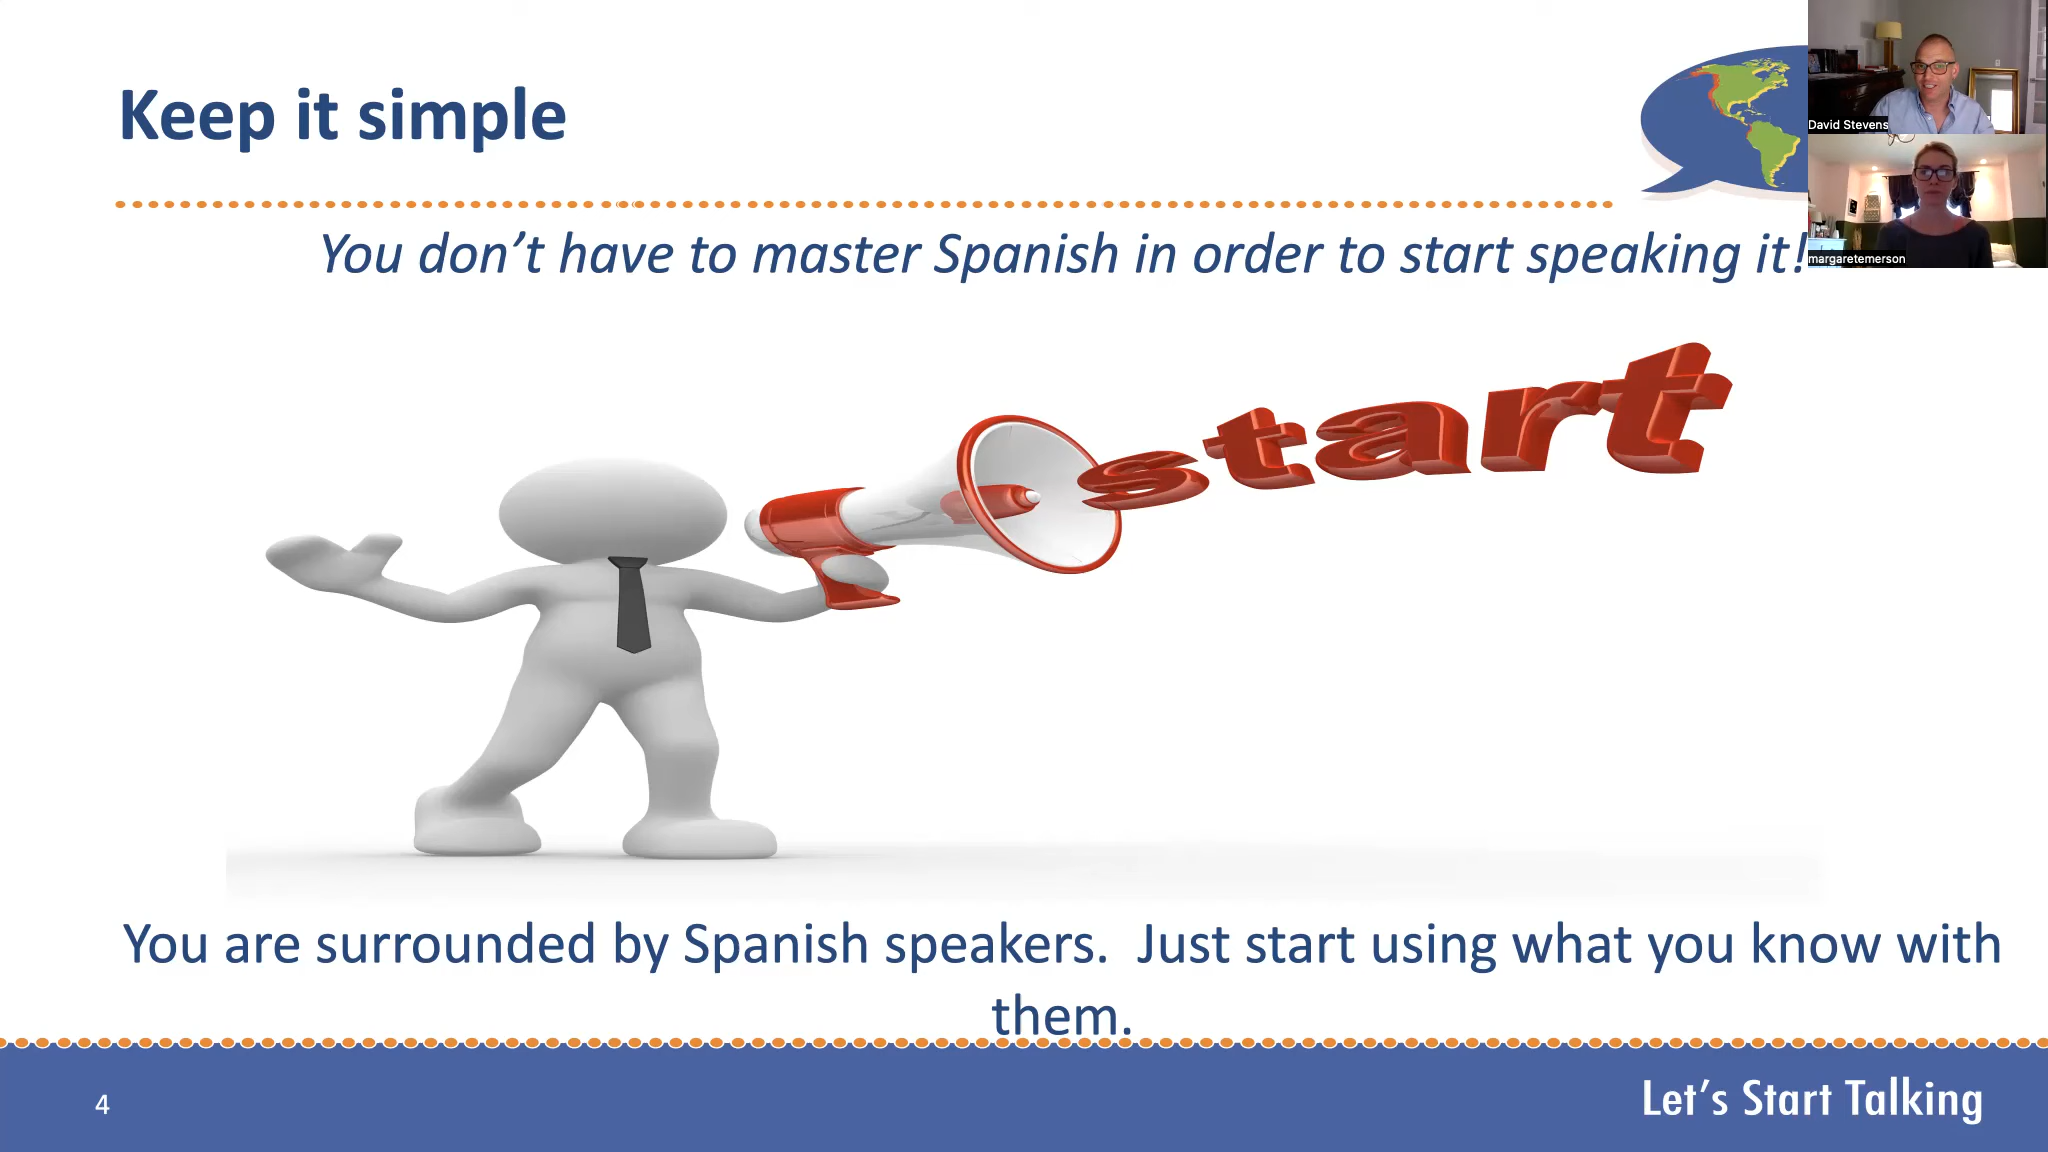 Keep it simple
David Stevens
margaretemerson
You don’t have to master Spanish in order to start speaking it!
start
You are surrounded by Spanish speakers.  Just start using what you know with
them.
4
Let’s Start Talking